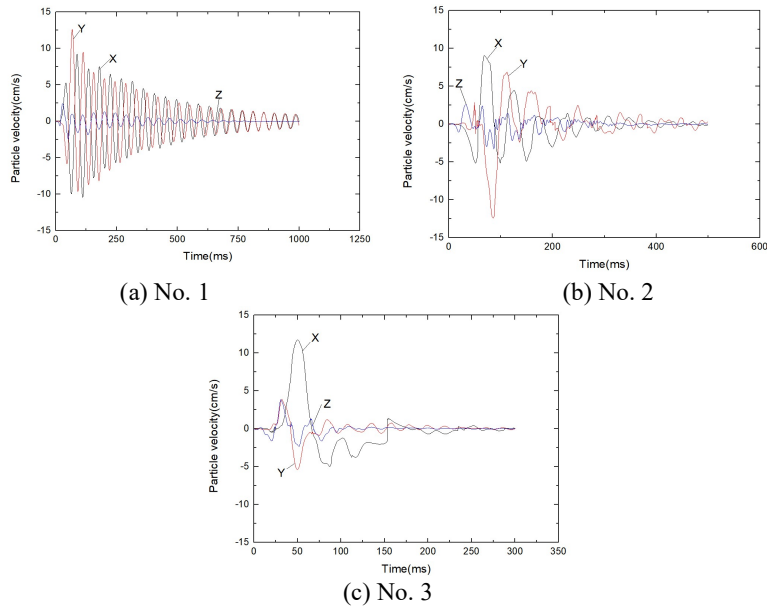 15
10
5
0
-5
-10
-15
Particle velocity(cm/s)
Y
X
Z
0 250 500 750 1000 1250
Time(ms)
(a) No. 1
15
10
5
0
-5
-10
-15
Particle velocity(cm/s)
X
Y
Z
0 200 400 600
Time(ms)
(b) No. 2
15
10
5
0
-5
-10
-15
Particle velocity(cm/s)
X
Z
Y
0 50 100 150 200 250 300 350
Time(ms)
(c) No. 3